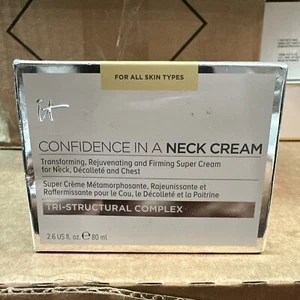 FOR ALL SKIN TYPES
it
CONFIDENCE IN A NECK CREAM
Transforming, Rejuvenating and Firming Super Cream
for Neck, Décolleté and Chest
Super Crème Métamorphosante, Rajeunissante et
Raffermissante pour le Cou, le Décolleté et la Poitrine
TRI-STRUCTURAL COMPLEX
2.6 US fl. oz. ℮ 80 ml